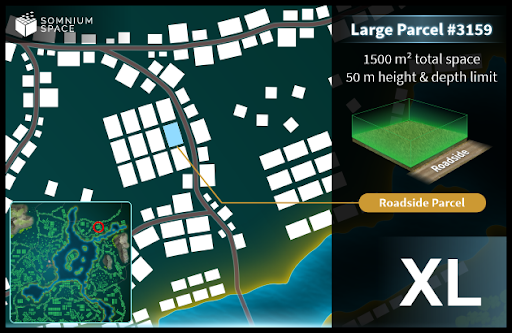 SOMNIUM
SPACE
Large Parcel #3159
1500 m² total space
50 m height & depth limit
Roadside
Roadside Parcel
XL